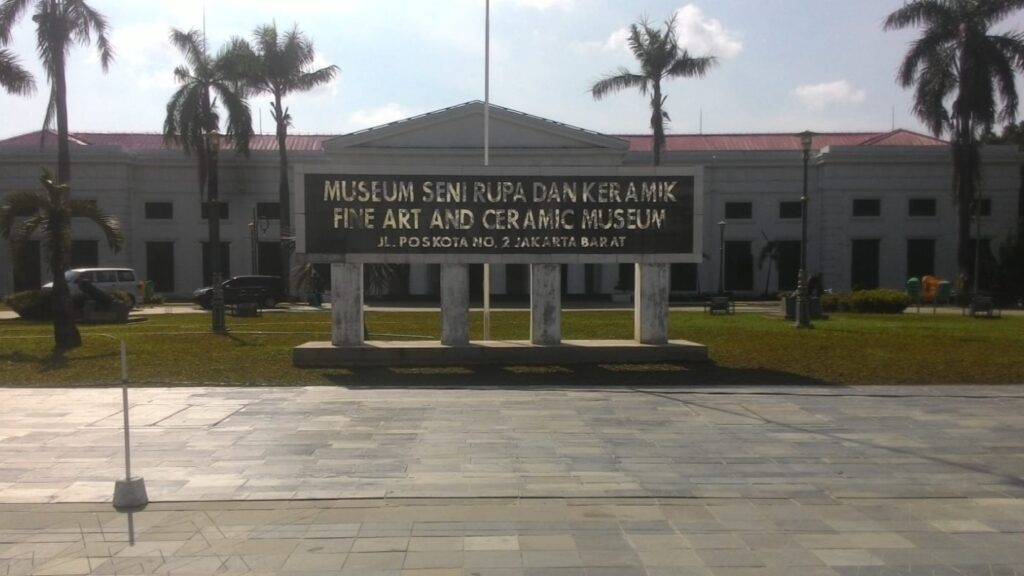 MUSEUM SENI RUPA DAN KERAMIK
FINE ART AND CERAMIC MUSEUM
JL. POSKOTA NO. 2 JAKARTA BARAT